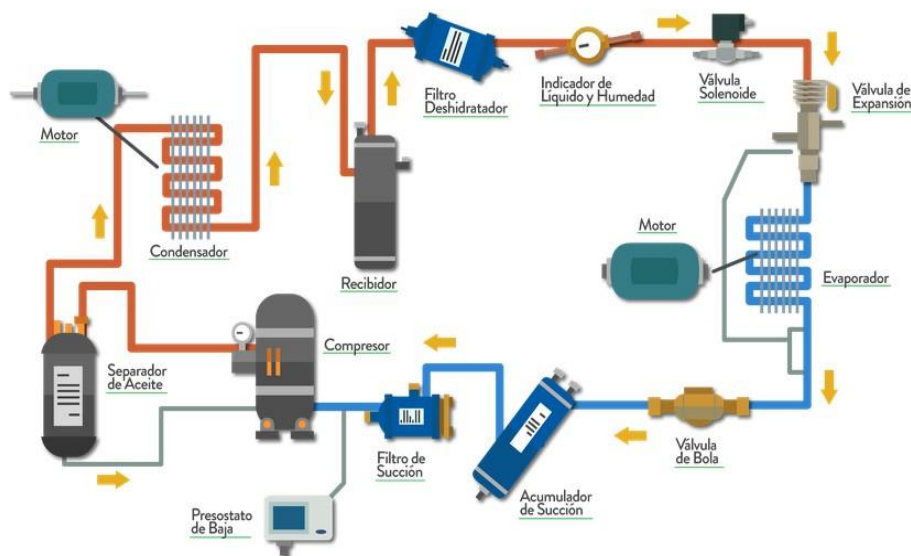 Filtro
Deshidratador
Indicador de
Líquido y Humedad
Válvula
Solenoide
Válvula de
Expansión
Motor
Condensador
Recibidor
Motor
Evaporador
Separador
de Aceite
Compresor
Filtro de
Succión
Acumulador
de Succión
Válvula
de Bola
Presostato
de Baja